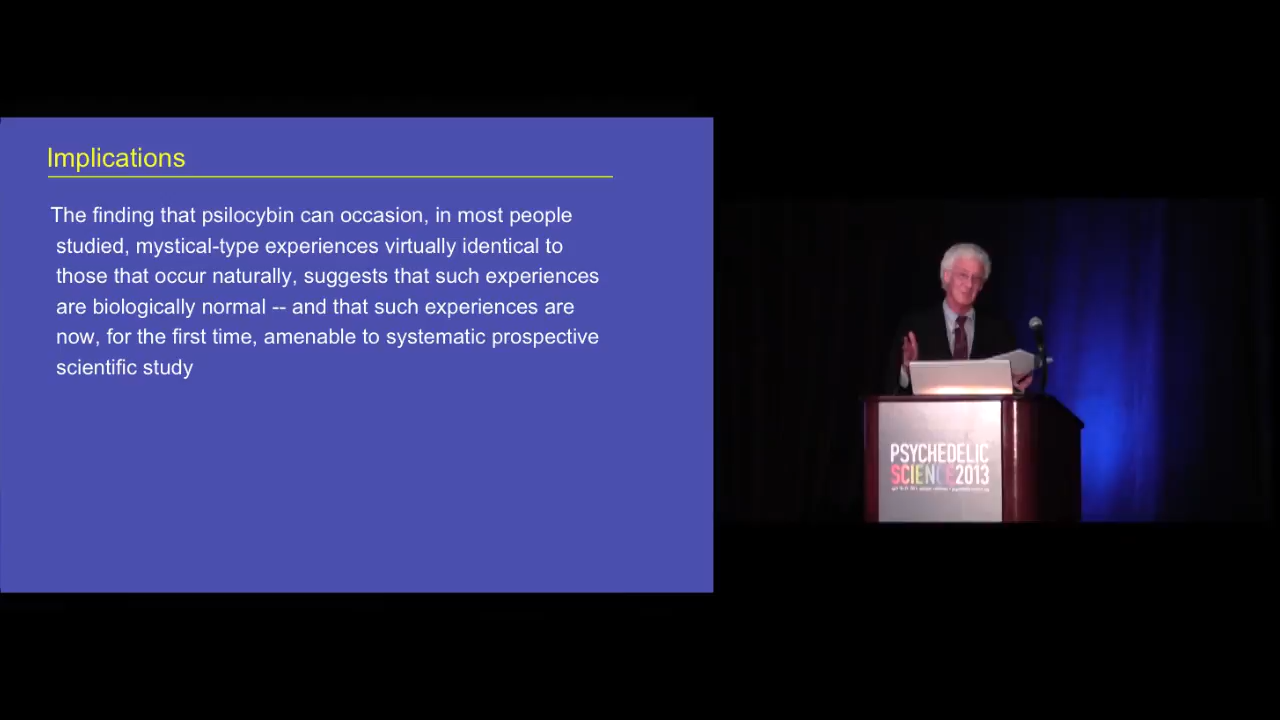 Implications
The finding that psilocybin can occasion, in most people
studied, mystical-type experiences virtually identical to
those that occur naturally, suggests that such experiences
are biologically normal -- and that such experiences are
now, for the first time, amenable to systematic prospective
scientific study
PSYCHEDELIC
SCIENCE2013